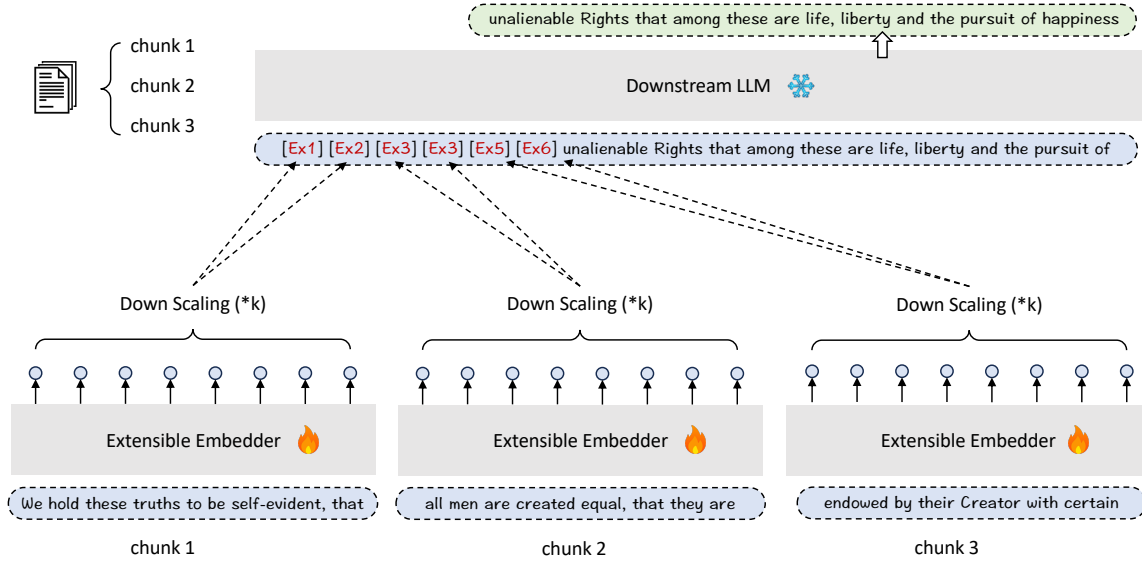 unalienable Rights that among these are life, liberty and the pursuit of happiness
chunk 1
chunk 2
chunk 3
Downstream LLM
[Ex1] [Ex2] [Ex3] [Ex3] [Ex5] [Ex6] unalienable Rights that among these are life, liberty and the pursuit of
Down Scaling (*k)
Down Scaling (*k)
Down Scaling (*k)
Extensible Embedder
Extensible Embedder
Extensible Embedder
We hold these truths to be self-evident, that
all men are created equal, that they are
endowed by their Creator with certain
chunk 1
chunk 2
chunk 3